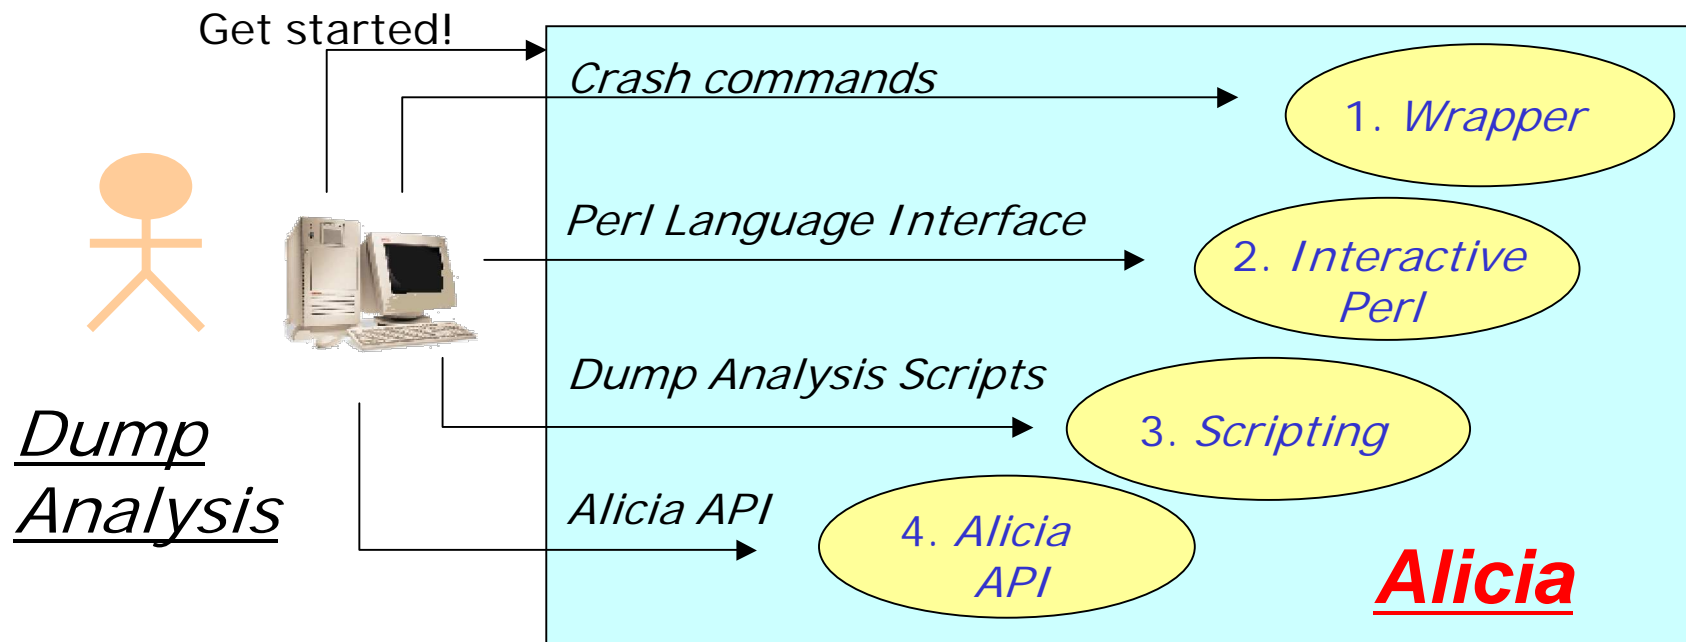 Get started!
Crash commands
1. Wrapper
Perl Language Interface
2. Interactive
Perl
Dump Analysis Scripts
3. Scripting
Dump
Analysis
Alicia API
4. Alicia
API
Alicia